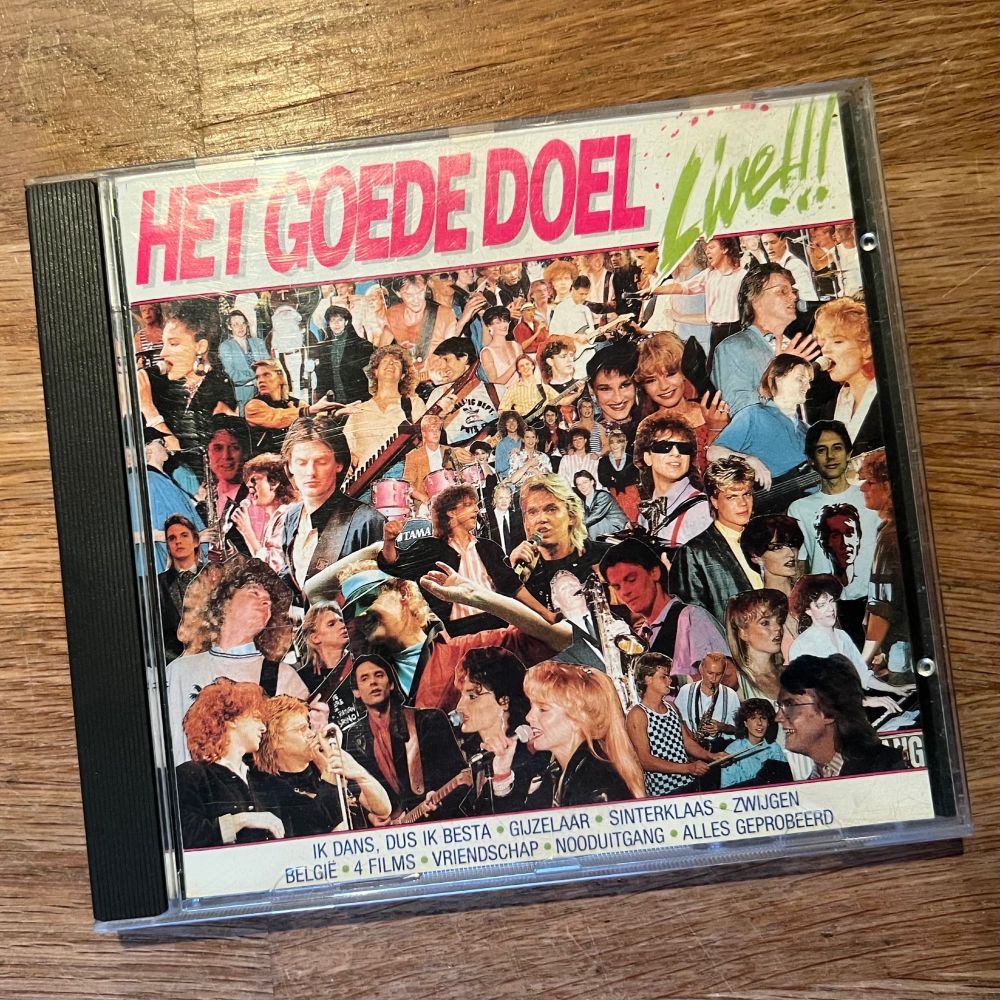 HET GOEDE DOEL Live!!!
TAMA
IK DANS, DUS IK BESTA • GIJZELAAR • SINTERKLAAS • ZWIJGEN
BELGIË • 4 FILMS • VRIENDSCHAP • NOODUITGANG • ALLES GEPROBEERD